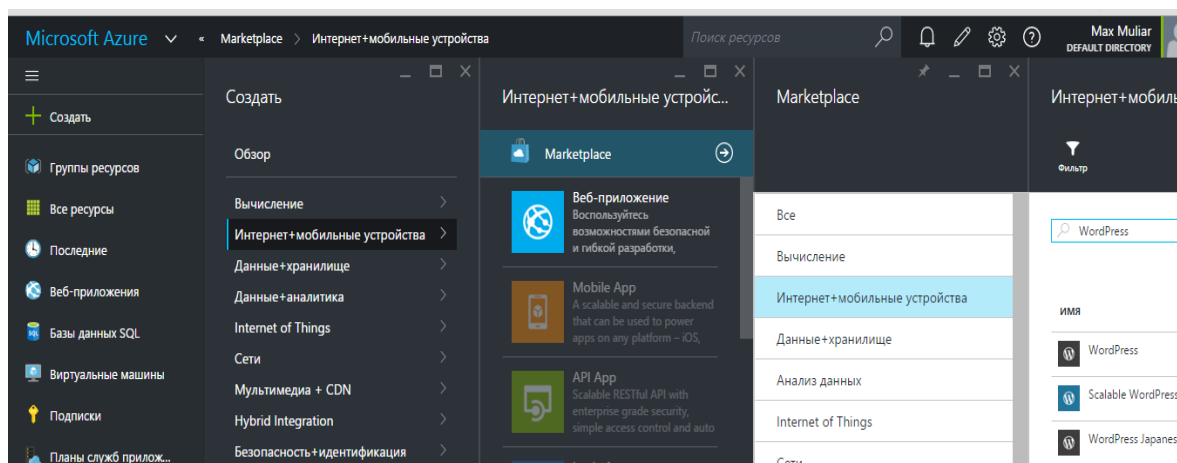 Microsoft Azure
« Marketplace > Интернет+мобильные устройства
Поиск ресурсов
Max Muliar
DEFAULT DIRECTORY
Создать
Группы ресурсов
Все ресурсы
Последние
Веб-приложения
Базы данных SQL
Виртуальные машины
Подписки
Планы служб прилож...
Создать
Обзор
Вычисление
Интернет+мобильные устройства
Данные+хранилище
Данные+аналитика
Internet of Things
Сети
Мультимедиа + CDN
Hybrid Integration
Безопасность+идентификация
Интернет+мобильные устройс...
Marketplace
Веб-приложение
Воспользуйтесь
возможностями безопасной
и гибкой разработки,
Mobile App
A scalable and secure backend
that can be used to power
apps on any platform – iOS,
API App
Scalable RESTful API with
enterprise grade security,
simple access control and auto
Marketplace
Все
Вычисление
Интернет+мобильные устройства
Данные+хранилище
Анализ данных
Internet of Things
Сети
Интернет+мобиль
Фильтр
WordPress
ИМЯ
WordPress
Scalable WordPress
WordPress Japanes